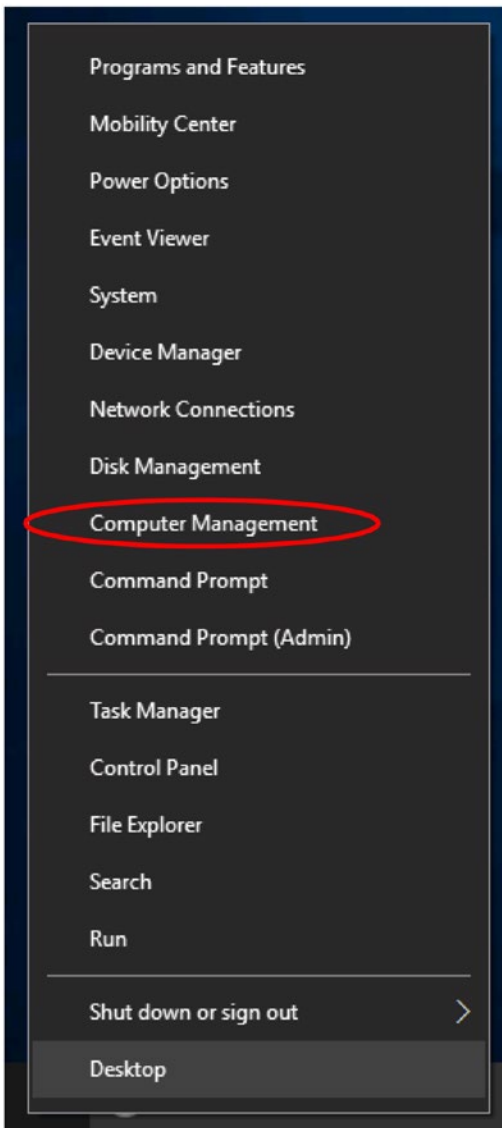 Programs and Features
Mobility Center
Power Options
Event Viewer
System
Device Manager
Network Connections
Disk Management
Computer Management
Command Prompt
Command Prompt (Admin)
Task Manager
Control Panel
File Explorer
Search
Run
Shut down or sign out
Desktop